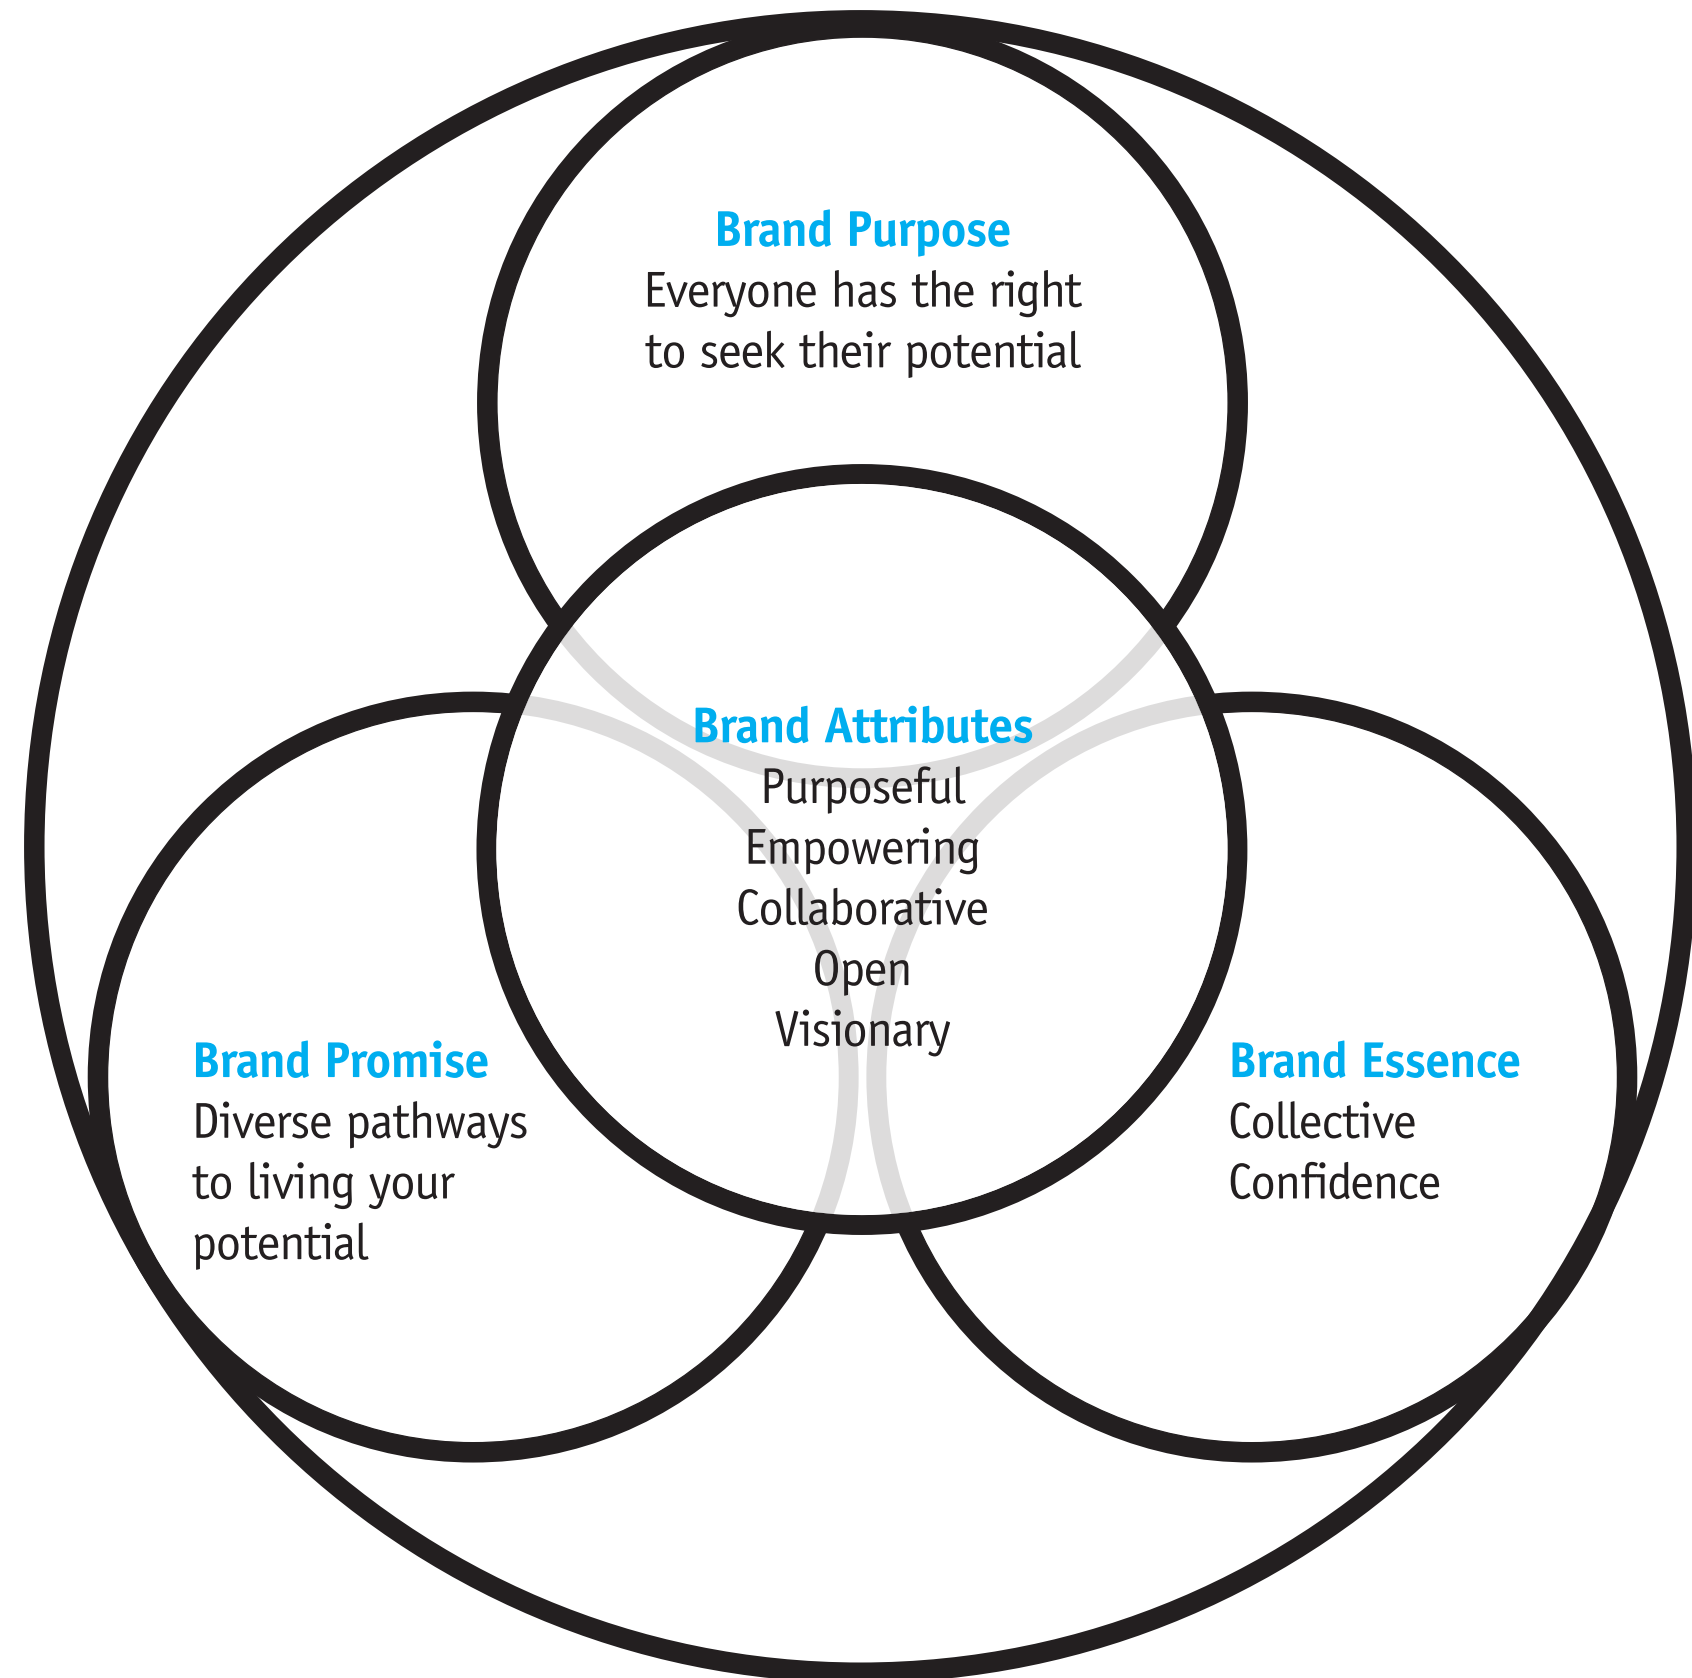 Brand Purpose
Everyone has the right
to seek their potential
Brand Attributes
Purposeful
Empowering
Collaborative
Open
Visionary
Brand Promise
Diverse pathways
to living your
potential
Brand Essence
Collective
Confidence